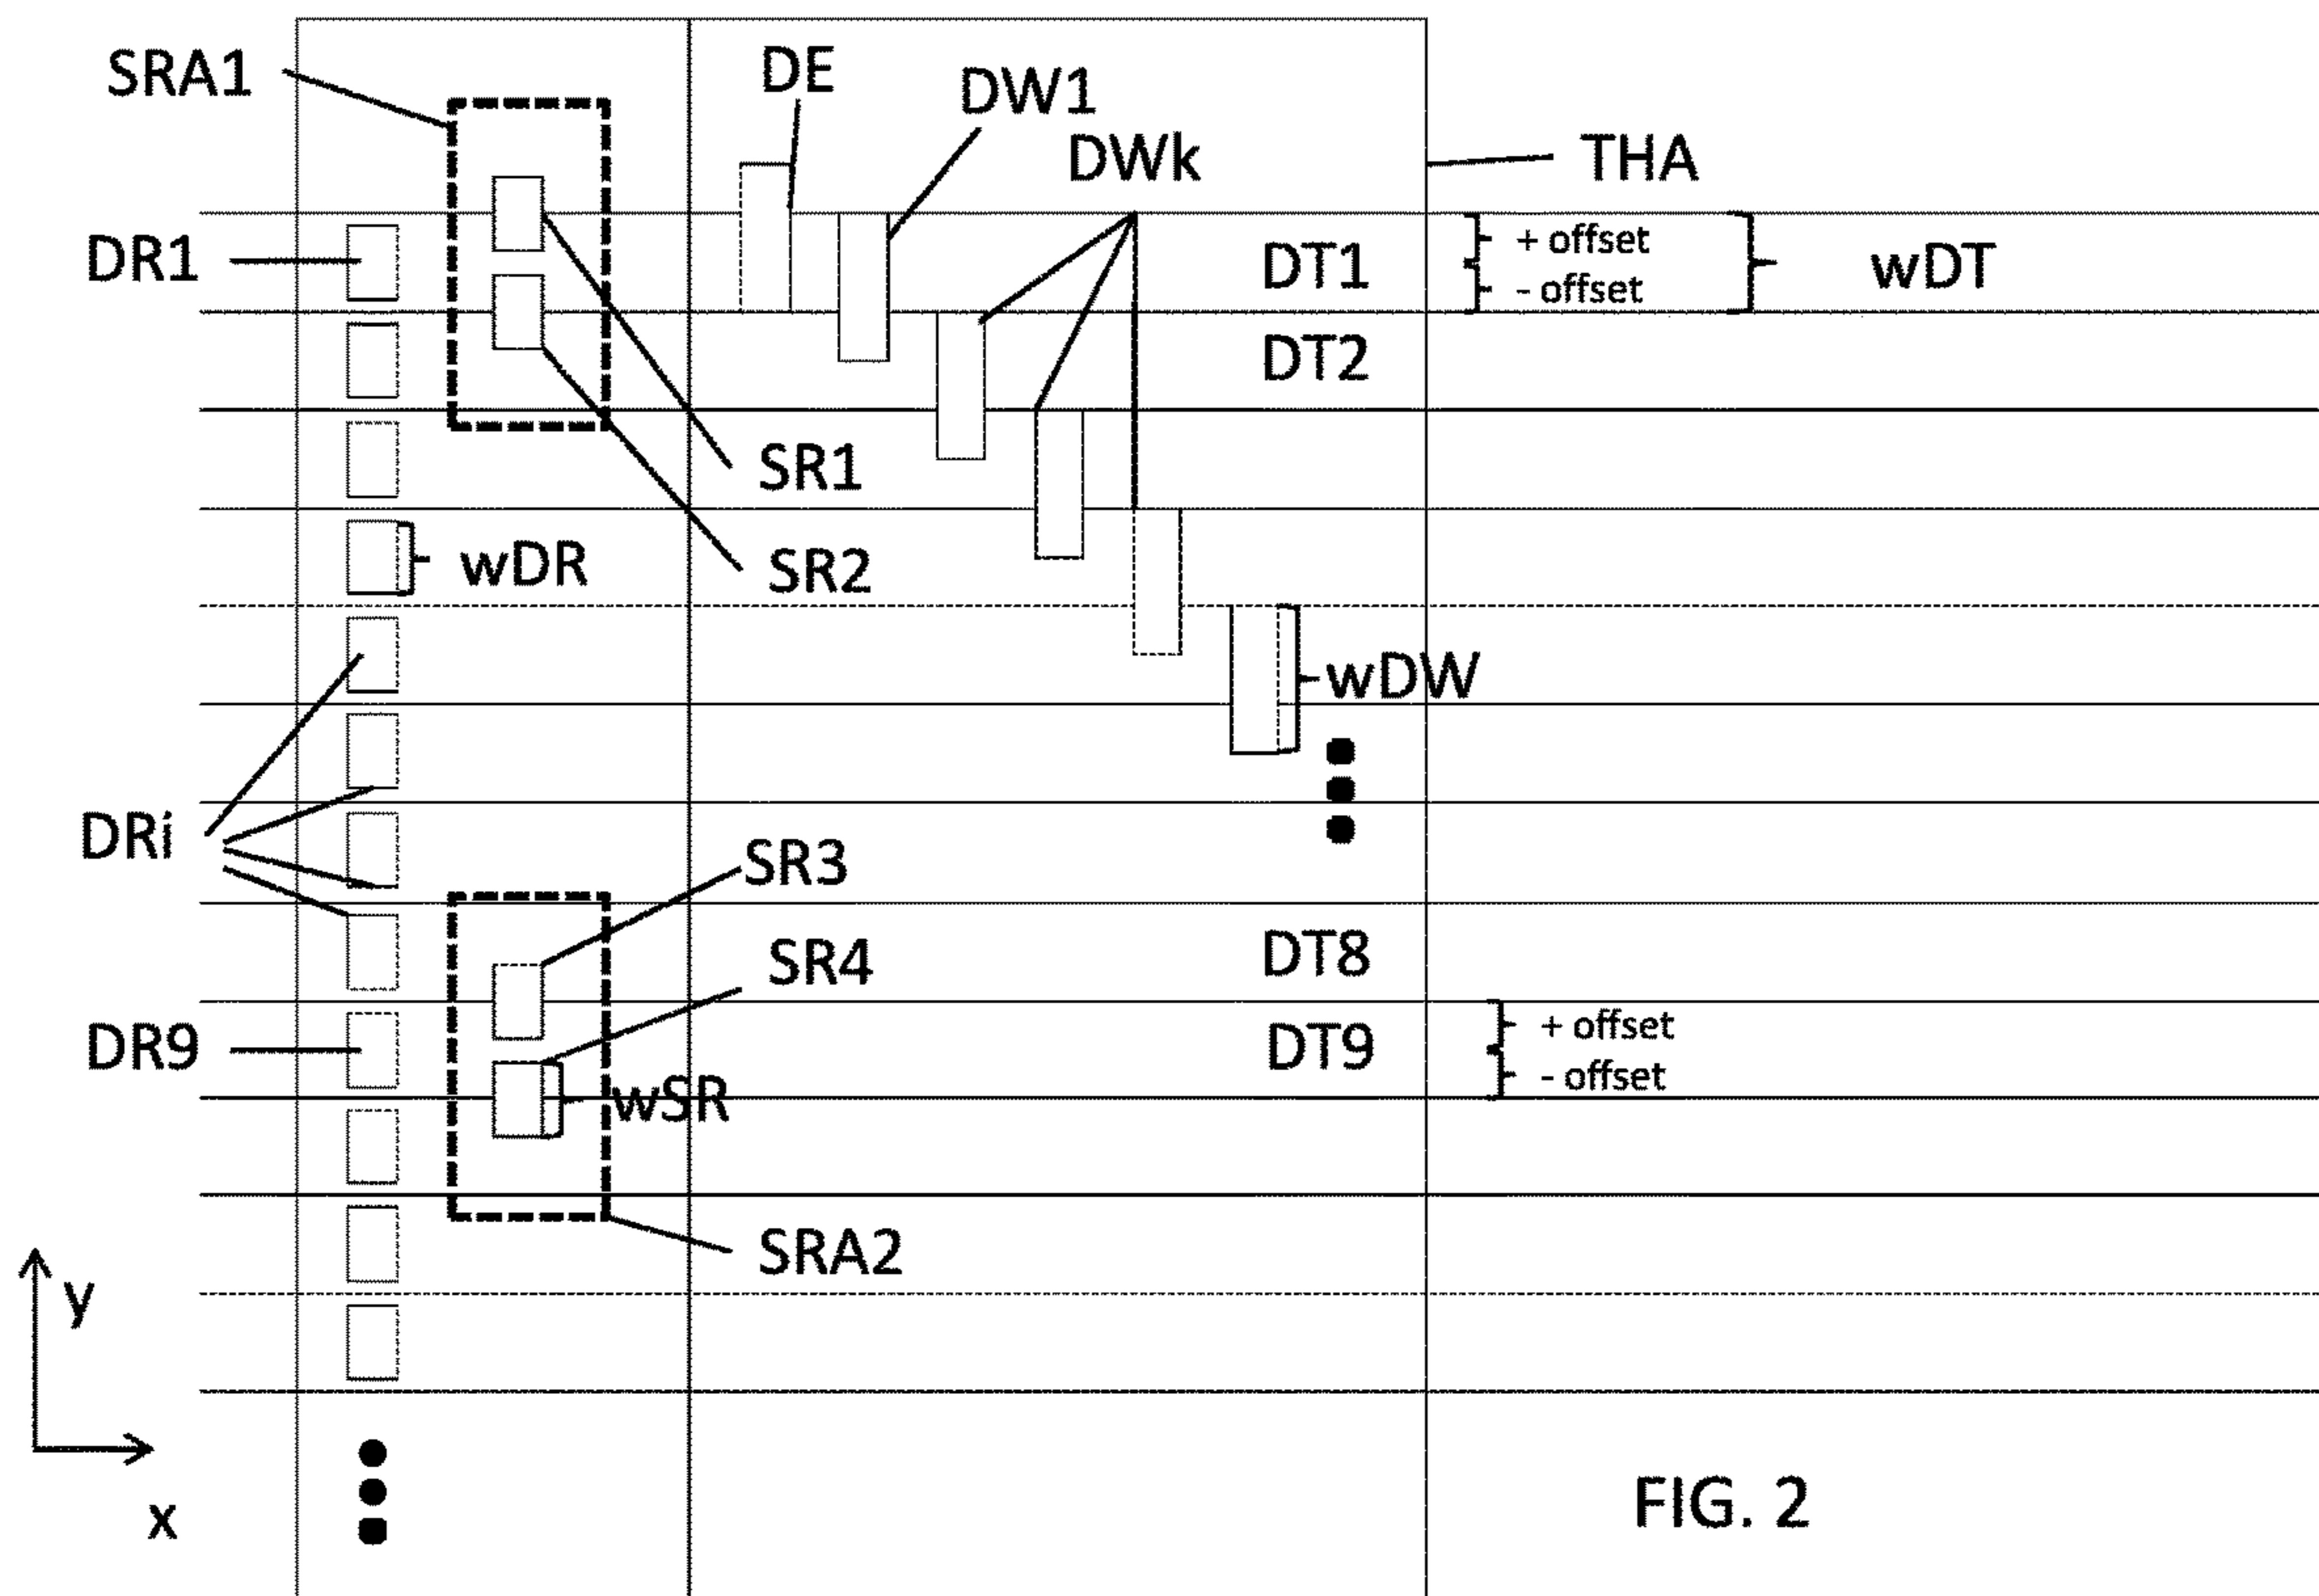 SRA1
DE
DW1
DWk
THA
DR1
DT1
+ offset
- offset
wDT
DT2
SR1
wDR
SR2
wDW
DRi
SR3
SR4
DT8
DR9
DT9
+ offset
- offset
wSR
SRA2
y
x
FIG. 2